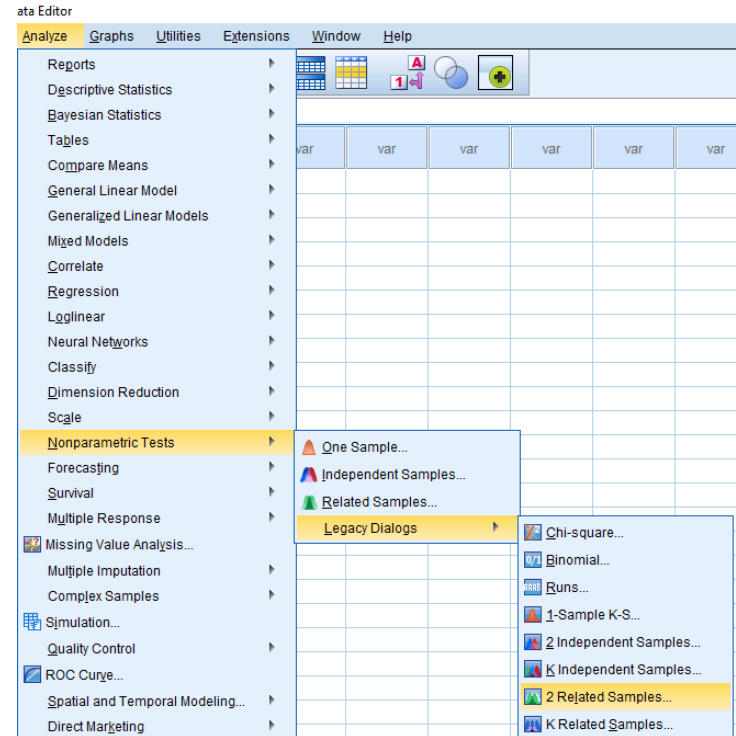 ata Editor
Analyze Graphs Utilities Extensions Window Help
Reports
Descriptive Statistics
Bayesian Statistics
Tables
Compare Means
General Linear Model
Generalized Linear Models
Mixed Models
Correlate
Regression
Loglinear
Neural Networks
Classify
Dimension Reduction
Scale
Nonparametric Tests
Forecasting
Survival
Multiple Response
Missing Value Analysis...
Multiple Imputation
Complex Samples
Simulation...
Quality Control
ROC Curve...
Spatial and Temporal Modeling...
Direct Marketing
A
1
var var var var var var
One Sample...
Independent Samples...
Related Samples...
Legacy Dialogs
Chi-square...
0/1 Binomial...
AAAB Runs...
1-Sample K-S...
2 Independent Samples...
K Independent Samples...
2 Related Samples...
K Related Samples...